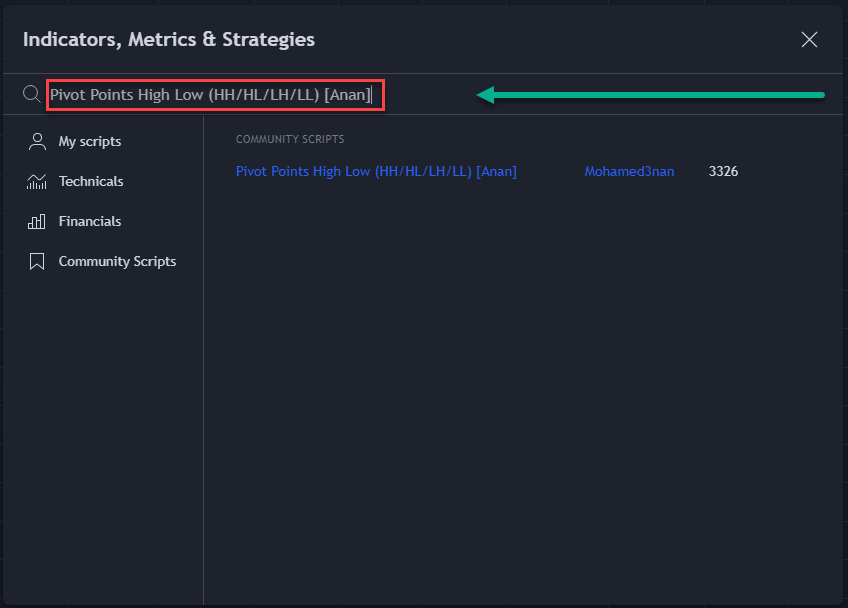 Indicators, Metrics & Strategies
Pivot Points High Low (HH/HL/LH/LL) [Anan]
My scripts
Technicals
Financials
Community Scripts
COMMUNITY SCRIPTS
Pivot Points High Low (HH/HL/LH/LL) [Anan] Mohamed3nan 3326